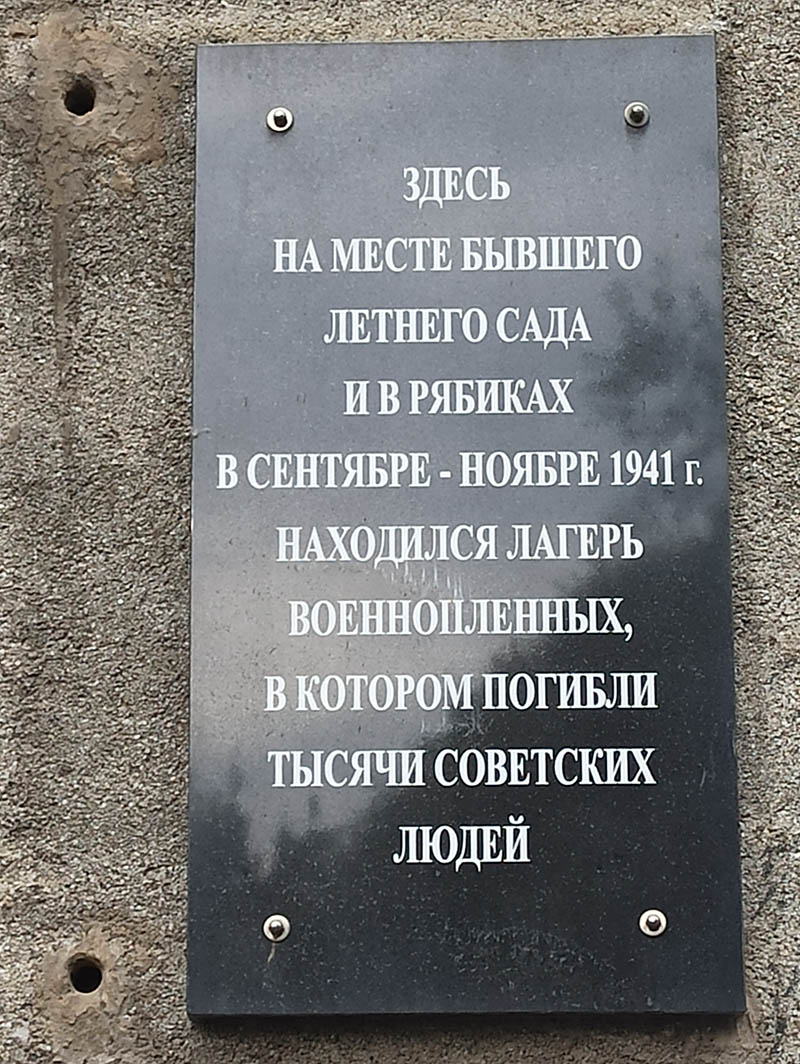 ЗДЕСЬ
НА МЕСТЕ БЫВШЕГО
ЛЕТНЕГО САДА
И В РЯБИКАХ
В СЕНТЯБРЕ - НОЯБРЕ 1941 г.
НАХОДИЛСЯ ЛАГЕРЬ
ВОЕННОПЛЕННЫХ,
В КОТОРОМ ПОГИБЛИ
ТЫСЯЧИ СОВЕТСКИХ
ЛЮДЕЙ